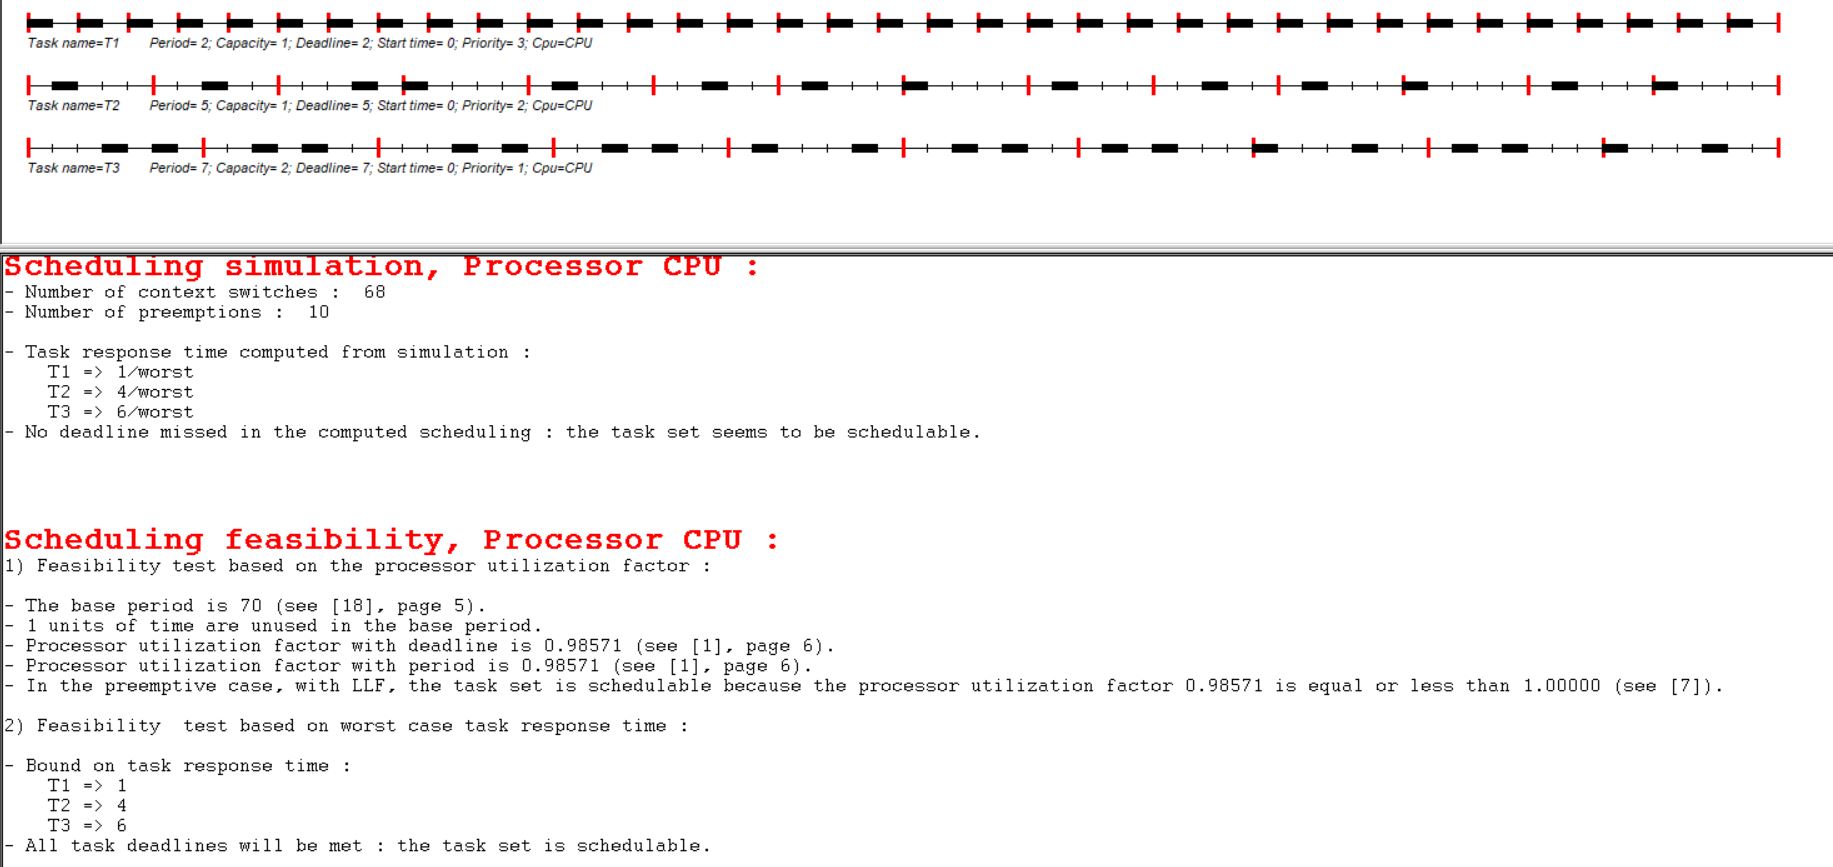 Task name=T1 Period= 2; Capacity= 1; Deadline= 2; Start time= 0; Priority= 3; Cpu=CPU
Task name=T2 Period= 5; Capacity= 1; Deadline= 5; Start time= 0; Priority= 2; Cpu=CPU
Task name=T3 Period= 7; Capacity= 2; Deadline= 7; Start time= 0; Priority= 1; Cpu=CPU
Scheduling simulation, Processor CPU :
- Number of context switches : 68
- Number of preemptions : 10
- Task response time computed from simulation :
T1 => 1/worst
T2 => 4/worst
T3 => 6/worst
- No deadline missed in the computed scheduling : the task set seems to be schedulable.
Scheduling feasibility, Processor CPU :
1) Feasibility test based on the processor utilization factor :
- The base period is 70 (see [18], page 5).
- 1 units of time are unused in the base period.
- Processor utilization factor with deadline is 0.98571 (see [1], page 6).
- Processor utilization factor with period is 0.98571 (see [1], page 6).
- In the preemptive case, with LLF, the task set is schedulable because the processor utilization factor 0.98571 is equal or less than 1.00000 (see [7]).
2) Feasibility test based on worst case task response time :
- Bound on task response time :
T1 => 1
T2 => 4
T3 => 6
- All task deadlines will be met : the task set is schedulable.